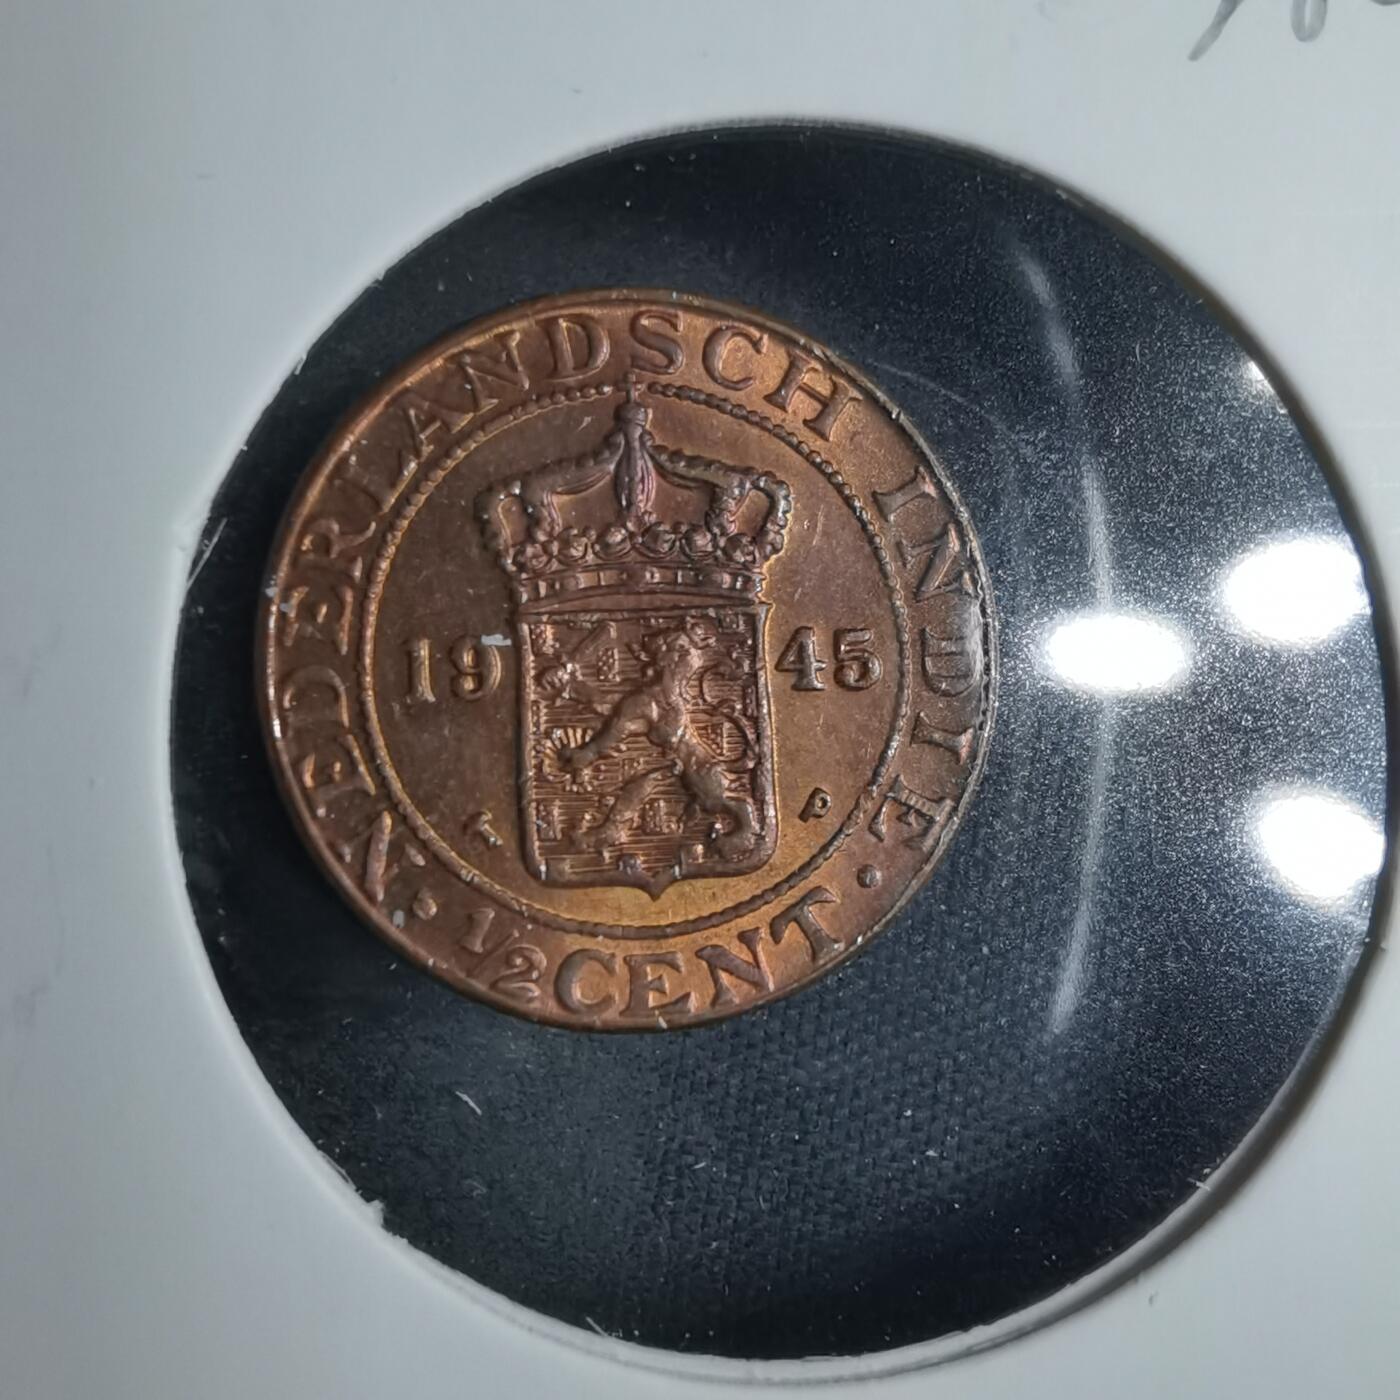 NEDERLANDSCH INDIE
19 45
P
½ CENT